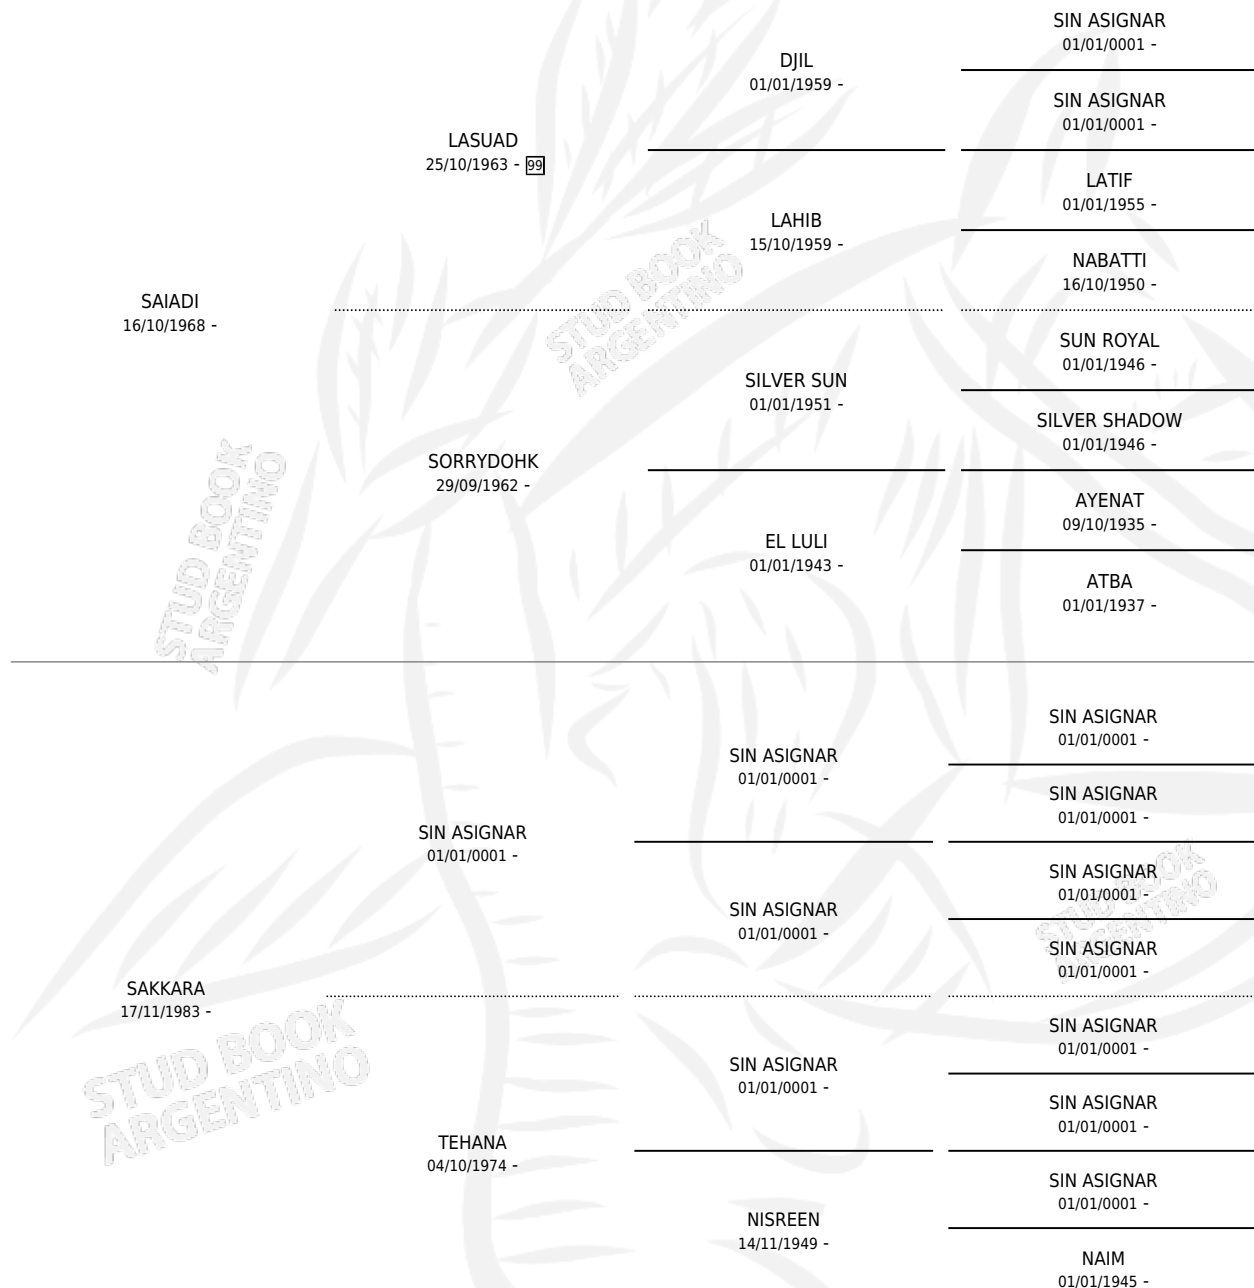 SIN ASIGNAR
01/01/0001 -
DJIL
01/01/1959 -
SIN ASIGNAR
01/01/0001 -
LASUAD
25/10/1963 - 99
LATIF
01/01/1955 -
LAHIB
15/10/1959 -
NABATTI
16/10/1950 -
SAIADI
16/10/1968 -
STUD BOOK
ARGENTINO
SUN ROYAL
01/01/1946 -
SILVER SUN
01/01/1951 -
SILVER SHADOW
01/01/1946 -
SORRYDOHK
29/09/1962 -
AYENAT
09/10/1935 -
EL LULI
01/01/1943 -
ATBA
01/01/1937 -
STUD BOOK
ARGENTINO
SIN ASIGNAR
01/01/0001 -
SIN ASIGNAR
01/01/0001 -
SIN ASIGNAR
01/01/0001 -
SIN ASIGNAR
01/01/0001 -
SIN ASIGNAR
01/01/0001 -
SIN ASIGNAR
01/01/0001 -
SIN ASIGNAR
01/01/0001 -
STUD BOOK
ARGENTINO
SAKKARA
17/11/1983 -
STUD BOOK
ARGENTINO
SIN ASIGNAR
01/01/0001 -
SIN ASIGNAR
01/01/0001 -
SIN ASIGNAR
01/01/0001 -
TEHANA
04/10/1974 -
SIN ASIGNAR
01/01/0001 -
NISREEN
14/11/1949 -
NAIM
01/01/1945 -